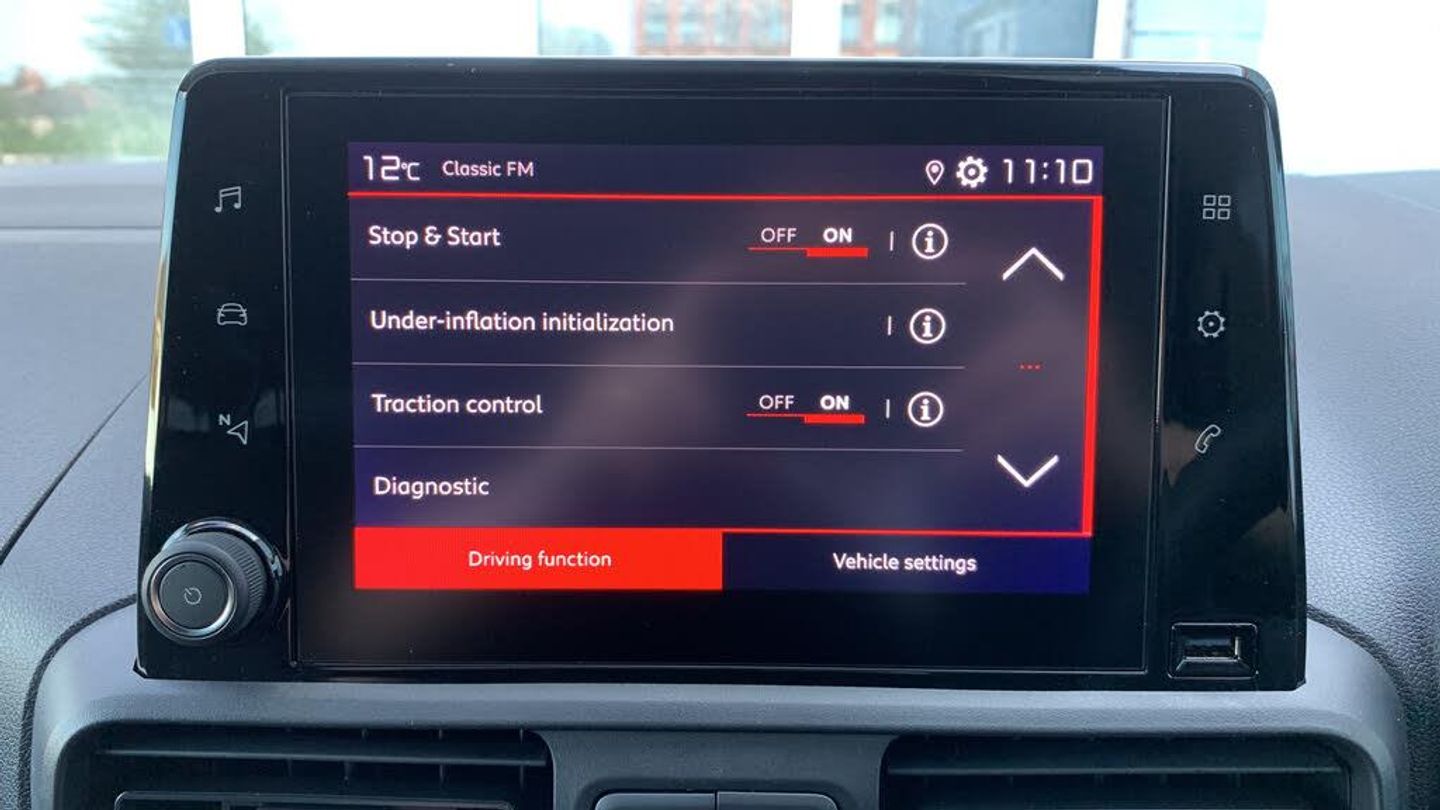 12°C Classic FM 11:10
Stop & Start OFF ON
Under-inflation initialization
Traction control OFF ON
Diagnostic
Driving function Vehicle settings
N